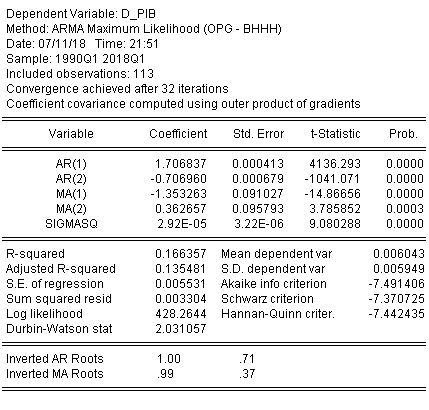 Dependent Variable: D_PIB
Method: ARMA Maximum Likelihood (OPG - BHHH)
Date: 07/11/18 Time: 21:51
Sample: 1990Q1 2018Q1
Included observations: 113
Convergence achieved after 32 iterations
Coefficient covariance computed using outer product of gradients
Variable Coefficient Std. Error t-Statistic Prob.
AR(1) 1.706837 0.000413 4136.293 0.0000
AR(2) -0.706960 0.000679 -1041.071 0.0000
MA(1) -1.353263 0.091027 -14.86656 0.0000
MA(2) 0.362657 0.095793 3.785852 0.0003
SIGMASQ 2.92E-05 3.22E-06 9.080288 0.0000
R-squared 0.166357 Mean dependent var 0.006043
Adjusted R-squared 0.135481 S.D. dependent var 0.005949
S.E. of regression 0.005531 Akaike info criterion -7.491406
Sum squared resid 0.003304 Schwarz criterion -7.370725
Log likelihood 428.2644 Hannan-Quinn criter. -7.442435
Durbin-Watson stat 2.031057
Inverted AR Roots 1.00 .71
Inverted MA Roots .99 .37